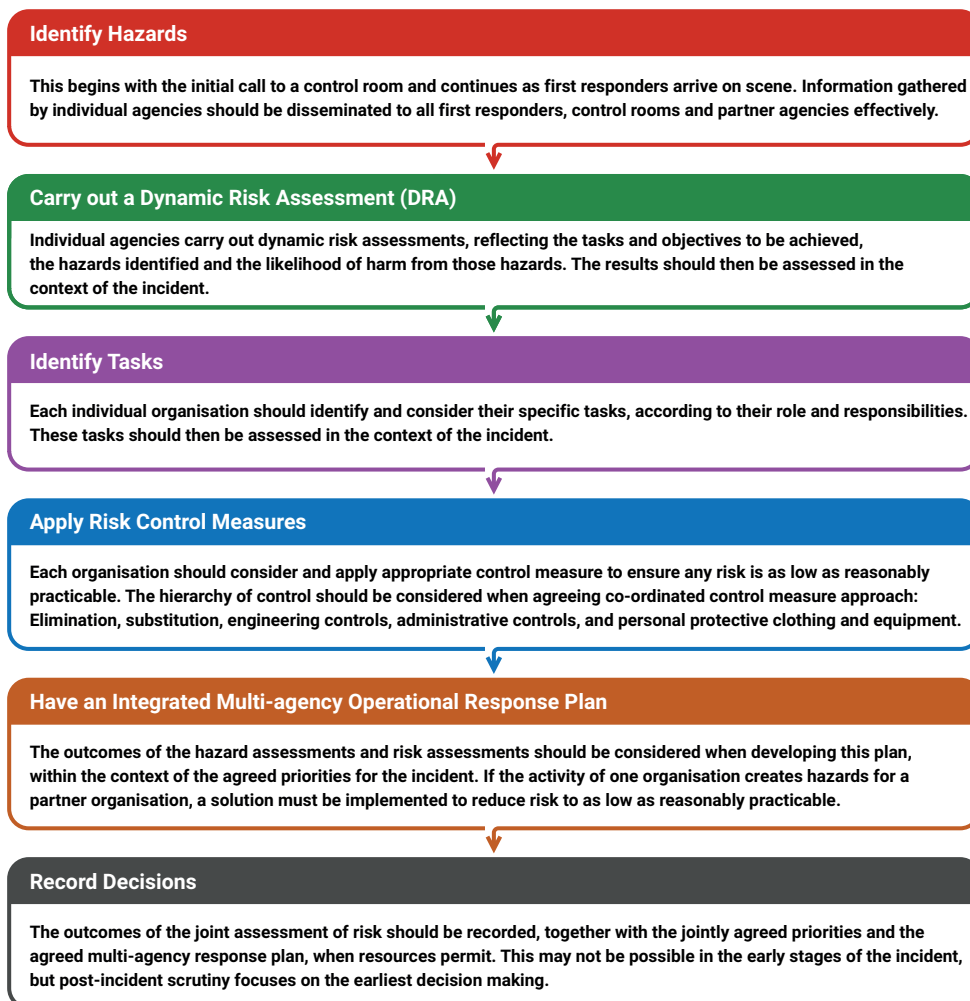 Identify Hazards
This begins with the initial call to a control room and continues as first responders arrive on scene. Information gathered
by individual agencies should be disseminated to all first responders, control rooms and partner agencies effectively.
Carry out a Dynamic Risk Assessment (DRA)
Individual agencies carry out dynamic risk assessments, reflecting the tasks and objectives to be achieved,
the hazards identified and the likelihood of harm from those hazards. The results should then be assessed in the
context of the incident.
Identify Tasks
Each individual organisation should identify and consider their specific tasks, according to their role and responsibilities.
These tasks should then be assessed in the context of the incident.
Apply Risk Control Measures
Each organisation should consider and apply appropriate control measure to ensure any risk is as low as reasonably
practicable. The hierarchy of control should be considered when agreeing co-ordinated control measure approach:
Elimination, substitution, engineering controls, administrative controls, and personal protective clothing and equipment.
Have an Integrated Multi-agency Operational Response Plan
The outcomes of the hazard assessments and risk assessments should be considered when developing this plan,
within the context of the agreed priorities for the incident. If the activity of one organisation creates hazards for a
partner organisation, a solution must be implemented to reduce risk to as low as reasonably practicable.
Record Decisions
The outcomes of the joint assessment of risk should be recorded, together with the jointly agreed priorities and the
agreed multi-agency response plan, when resources permit. This may not be possible in the early stages of the incident,
but post-incident scrutiny focuses on the earliest decision making.